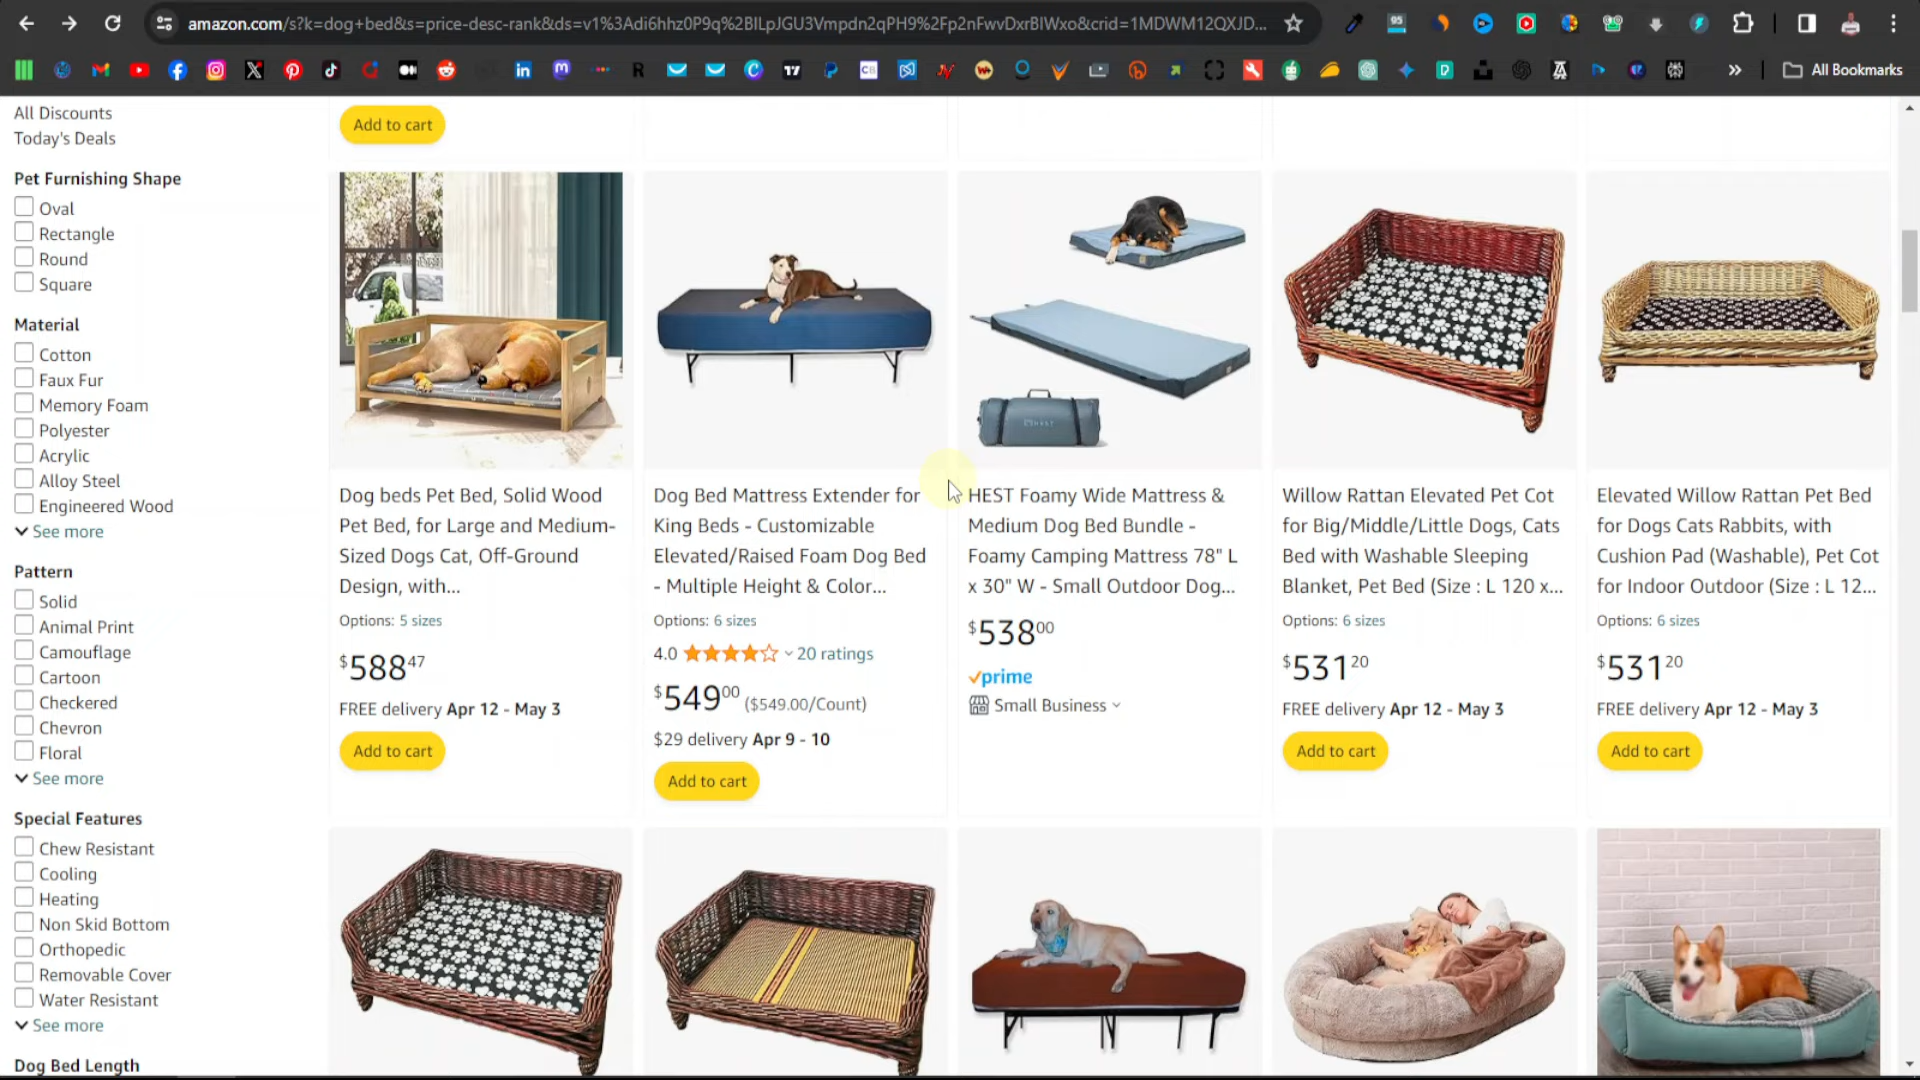 amazon.com/s?k=dog+bed&s=price-desc-rank&ds=v1%3Adi6hhz0P9q%2BILpJGU3Vmpdn2qPH9%2Fp2nFwvDxrBIWxo&crid=1MDWM12QXJD...
All Bookmarks
All Discounts
Today's Deals
Pet Furnishing Shape
Oval
Rectangle
Round
Square
Material
Cotton
Faux Fur
Memory Foam
Polyester
Acrylic
Alloy Steel
Engineered Wood
See more
Pattern
Solid
Animal Print
Camouflage
Cartoon
Checkered
Chevron
Floral
See more
Special Features
Chew Resistant
Cooling
Heating
Non Skid Bottom
Orthopedic
Removable Cover
Water Resistant
See more
Dog Bed Length
Add to cart
Dog beds Pet Bed, Solid Wood
Pet Bed, for Large and Medium-
Sized Dogs Cat, Off-Ground
Design, with...
Options: 5 sizes
$588.47
FREE delivery Apr 12 - May 3
Add to cart
Dog Bed Mattress Extender for
King Beds - Customizable
Elevated/Raised Foam Dog Bed
- Multiple Height & Color...
Options: 6 sizes
4.0 20 ratings
$549.00 ($549.00/Count)
$29 delivery Apr 9 - 10
Add to cart
HEST Foamy Wide Mattress &
Medium Dog Bed Bundle -
Foamy Camping Mattress 78" L
x 30" W - Small Outdoor Dog...
$538.00
prime
Small Business
Willow Rattan Elevated Pet Cot
for Big/Middle/Little Dogs, Cats
Bed with Washable Sleeping
Blanket, Pet Bed (Size : L 120 x...
Options: 6 sizes
$531.20
FREE delivery Apr 12 - May 3
Add to cart
Elevated Willow Rattan Pet Bed
for Dogs Cats Rabbits, with
Cushion Pad (Washable), Pet Cot
for Indoor Outdoor (Size : L 12...
Options: 6 sizes
$531.20
FREE delivery Apr 12 - May 3
Add to cart